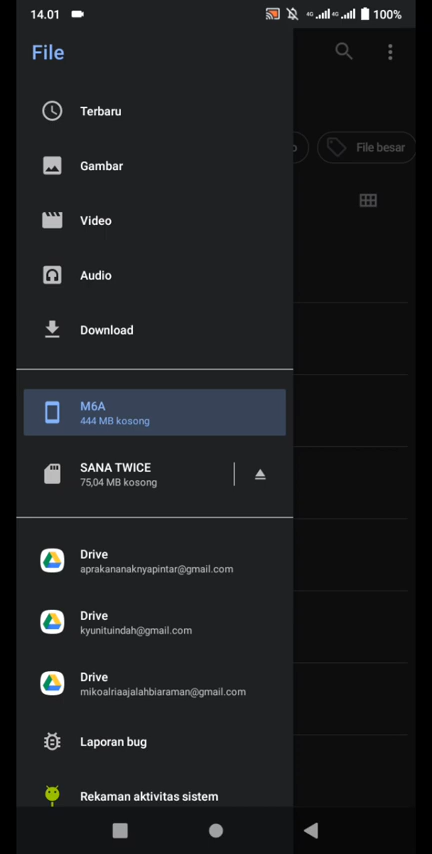 14.01
4G 4G 100%
File
Terbaru
File besar
Gambar
Video
Audio
Download
M6A
444 MB kosong
SANA TWICE
75,04 MB kosong
Drive
aprakananaknyapintar@gmail.com
Drive
kyunituindah@gmail.com
Drive
mikoalriaajalahbiaraman@gmail.com
Laporan bug
Rekaman aktivitas sistem